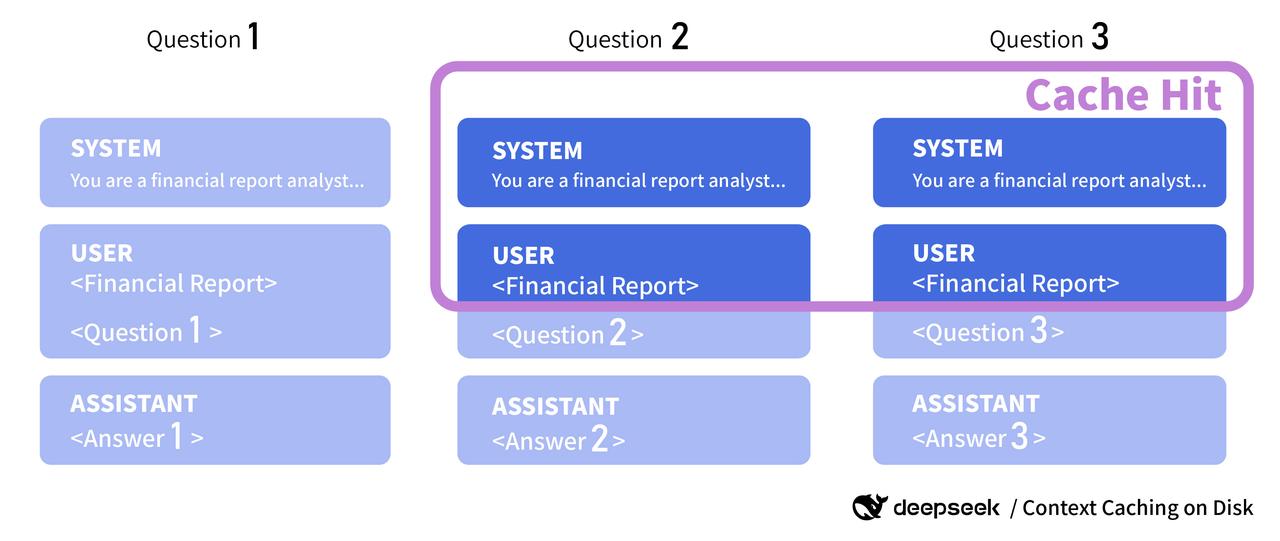 Question 1
Question 2
Question 3
Cache Hit
SYSTEM
You are a financial report analyst...
USER
<Financial Report>
<Question 1 >
ASSISTANT
<Answer 1 >
SYSTEM
You are a financial report analyst...
USER
<Financial Report>
<Question 2 >
ASSISTANT
<Answer 2 >
SYSTEM
You are a financial report analyst...
USER
<Financial Report>
<Question 3 >
ASSISTANT
<Answer 3 >
deepseek / Context Caching on Disk